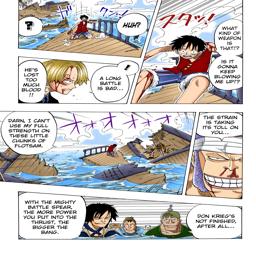 WHAT
KIND OF
WEAPON
IS
THAT!?
IS IT
GONNA
KEEP
BLOWING
ME UP!?
HUH?
?
!
A LONG
BATTLE
IS BAD...
HE'S
LOST
TOO
MUCH
BLOOD
!!
THE STRAIN
IS TAKING
ITS TOLL
ON YOU...
DARN, I CAN'T
USE MY FULL
STRENGTH ON
THESE LITTLE
CHUNKS OF
FLOTSAM.
DON KRIEG'S
NOT FINISHED,
AFTER ALL...
WITH THE MIGHTY
BATTLE SPEAR,
THE MORE POWER
YOU PUT INTO
THE THRUST, THE
BIGGER THE
BANG.